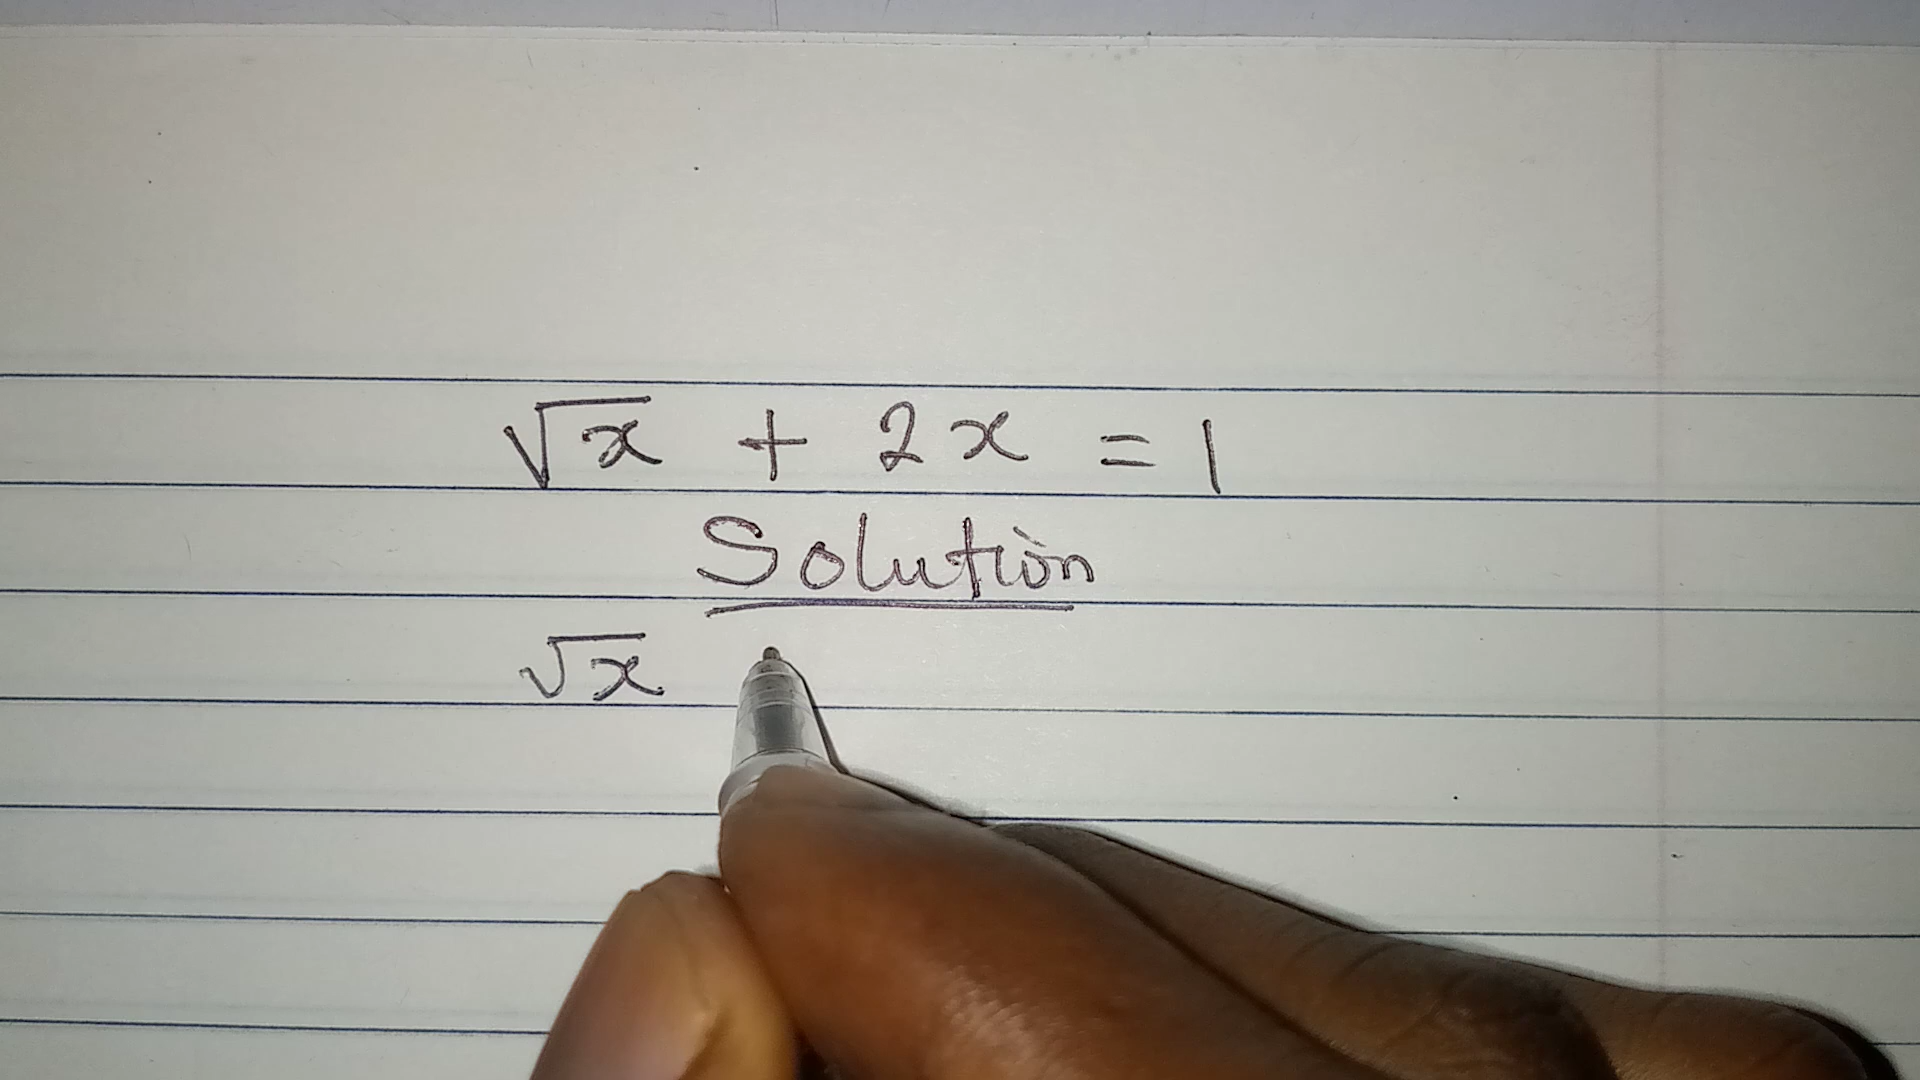 √x + 2x = 1
Solution
√x